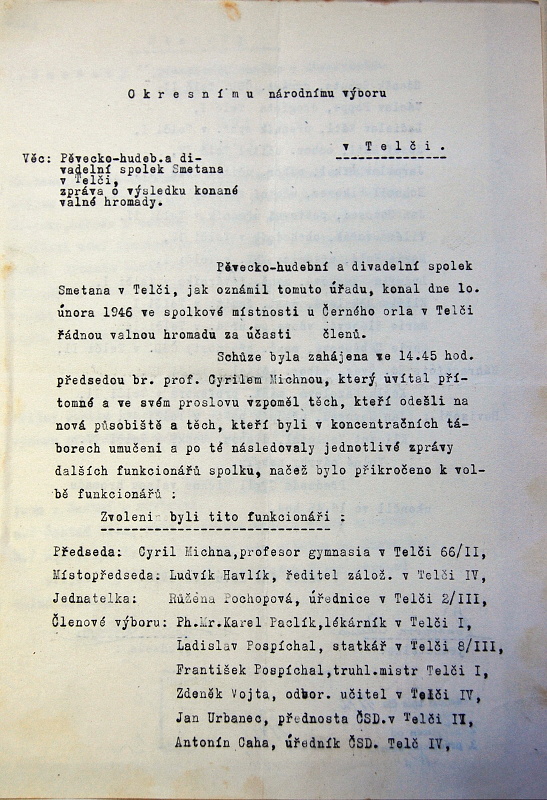 O k r e s n í m u národnímu výboru
v T e l č i .
Věc: Pěvecko-hudeb.a di-
vadelní spolek Smetana
v Telči,
zpráva o výsledku konané
valné hromady.
Pěvecko-hudební a divadelní spolek
Smetana v Telči, jak oznámil tomuto úřadu, konal dne 10.
února 1946 ve spolkové místnosti u Černého orla v Telči
řádnou valnou hromadu za účasti členů.
Schůze byla zahájena ve 14.45 hod.
předsedou br. prof. Cyrilem Michnou, který uvítal pří-
tomné a ve svém proslovu vzpoměl těch, kteří odešli na
nová působiště a těch, kteří byli v koncentračních tá-
borech umučeni a po té následovaly jednotlivé zprávy
dalších funkcionářů spolku, načež bylo přikročeno k vol-
bě funkcionářů :
Zvoleni byli tito funkcionáři :
Předseda: Cyril Michna,profesor gymnasia v Telči 66/II,
Místopředseda: Ludvík Havlík, ředitel zálož. v Telči IV,
Jednatelka: Růžena Pochopová, úřednice v Telči 2/III,
Členové výboru: Ph.Mr.Karel Paclík,lékárník v Telči I,
Ladislav Pospíchal, statkář v Telči 8/III,
František Pospíchal,truhl.mistr Telči I,
Zdeněk Vojta, odbor. učitel v Telči IV,
Jan Urbanec, přednosta ČSD.v Telči II,
Antonín Caha, úředník ČSD. Telč IV,